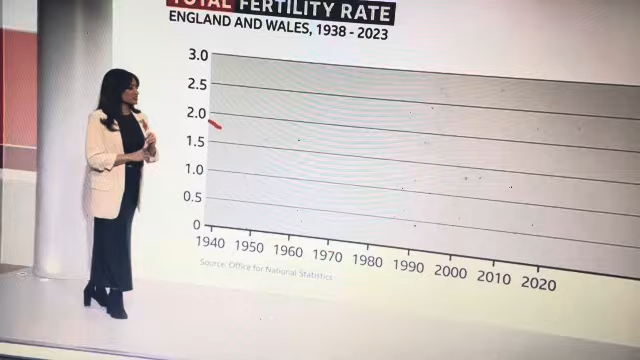 TOTAL FERTILITY RATE
ENGLAND AND WALES, 1938 - 2023
3.0
2.5
2.0
1.5
1.0
0.5
0
1940 1950 1960 1970 1980 1990 2000 2010 2020
Source: Office for National Statistics